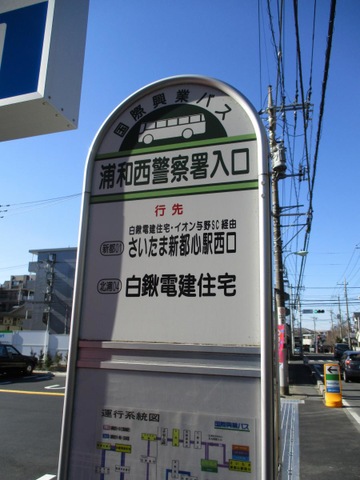 国際興業バス
浦和西警察署入口
行先
白鍬電建住宅・イオン与野SC 経由
新都01 さいたま新都心駅西口
北浦04 白鍬電建住宅
運行系統図
国際興業バス